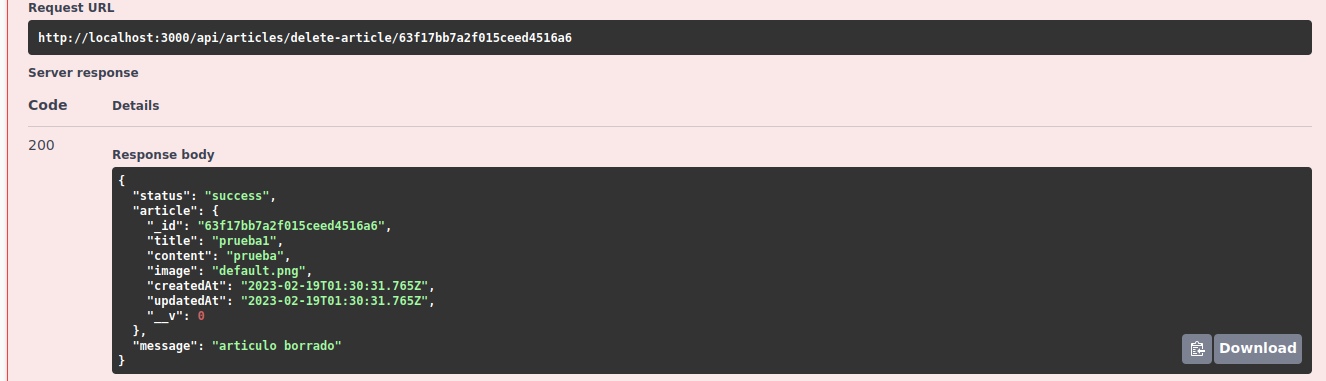 Request URL
http://localhost:3000/api/articles/delete-article/63f17bb7a2f015ceed4516a6
Server response
Code Details
200
Response body
{
  "status": "success",
  "article": {
    "_id": "63f17bb7a2f015ceed4516a6",
    "title": "prueba1",
    "content": "prueba",
    "image": "default.png",
    "createdAt": "2023-02-19T01:30:31.765Z",
    "updatedAt": "2023-02-19T01:30:31.765Z",
    "__v": 0
  },
  "message": "articulo borrado"
}
Download